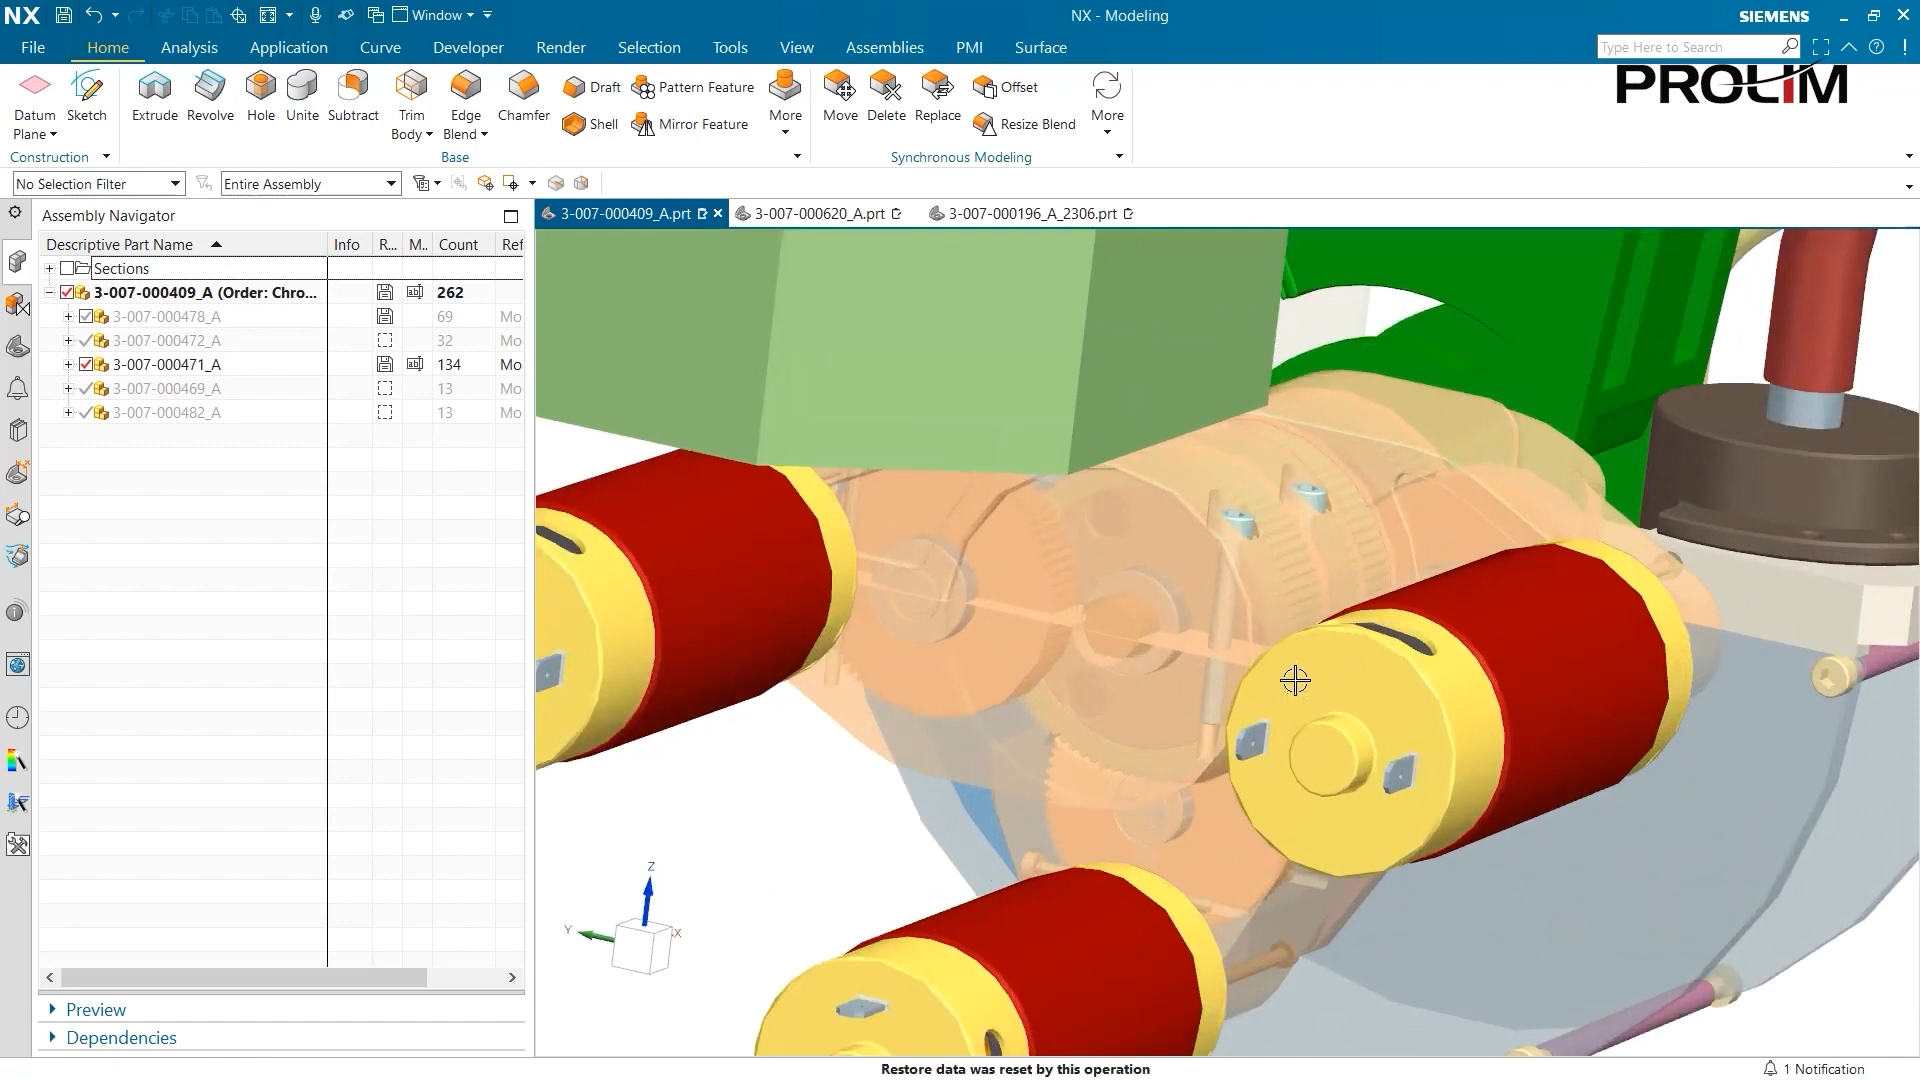 NX Window NX - Modeling SIEMENS
File Home Analysis Application Curve Developer Render Selection Tools View Assemblies PMI Surface Type Here to Search
PROLIM
Datum Plane Sketch Extrude Revolve Hole Unite Subtract Trim Body Edge Blend Chamfer Draft Pattern Feature More Move Delete Replace Offset More
Shell Mirror Feature Resize Blend
Construction Base Synchronous Modeling
No Selection Filter Entire Assembly
Assembly Navigator 3-007-000409_A.prt 3-007-000620_A.prt 3-007-000196_A_2306.prt
Descriptive Part Name Info R... M.. Count Ref
Sections
3-007-000409_A (Order: Chro... 262
3-007-000478_A 69 Mo
3-007-000472_A 32 Mo
3-007-000471_A 134 Mo
3-007-000469_A 13 Mo
3-007-000482_A 13 Mo
Z
Y X
Preview
Dependencies
Restore data was reset by this operation 1 Notification